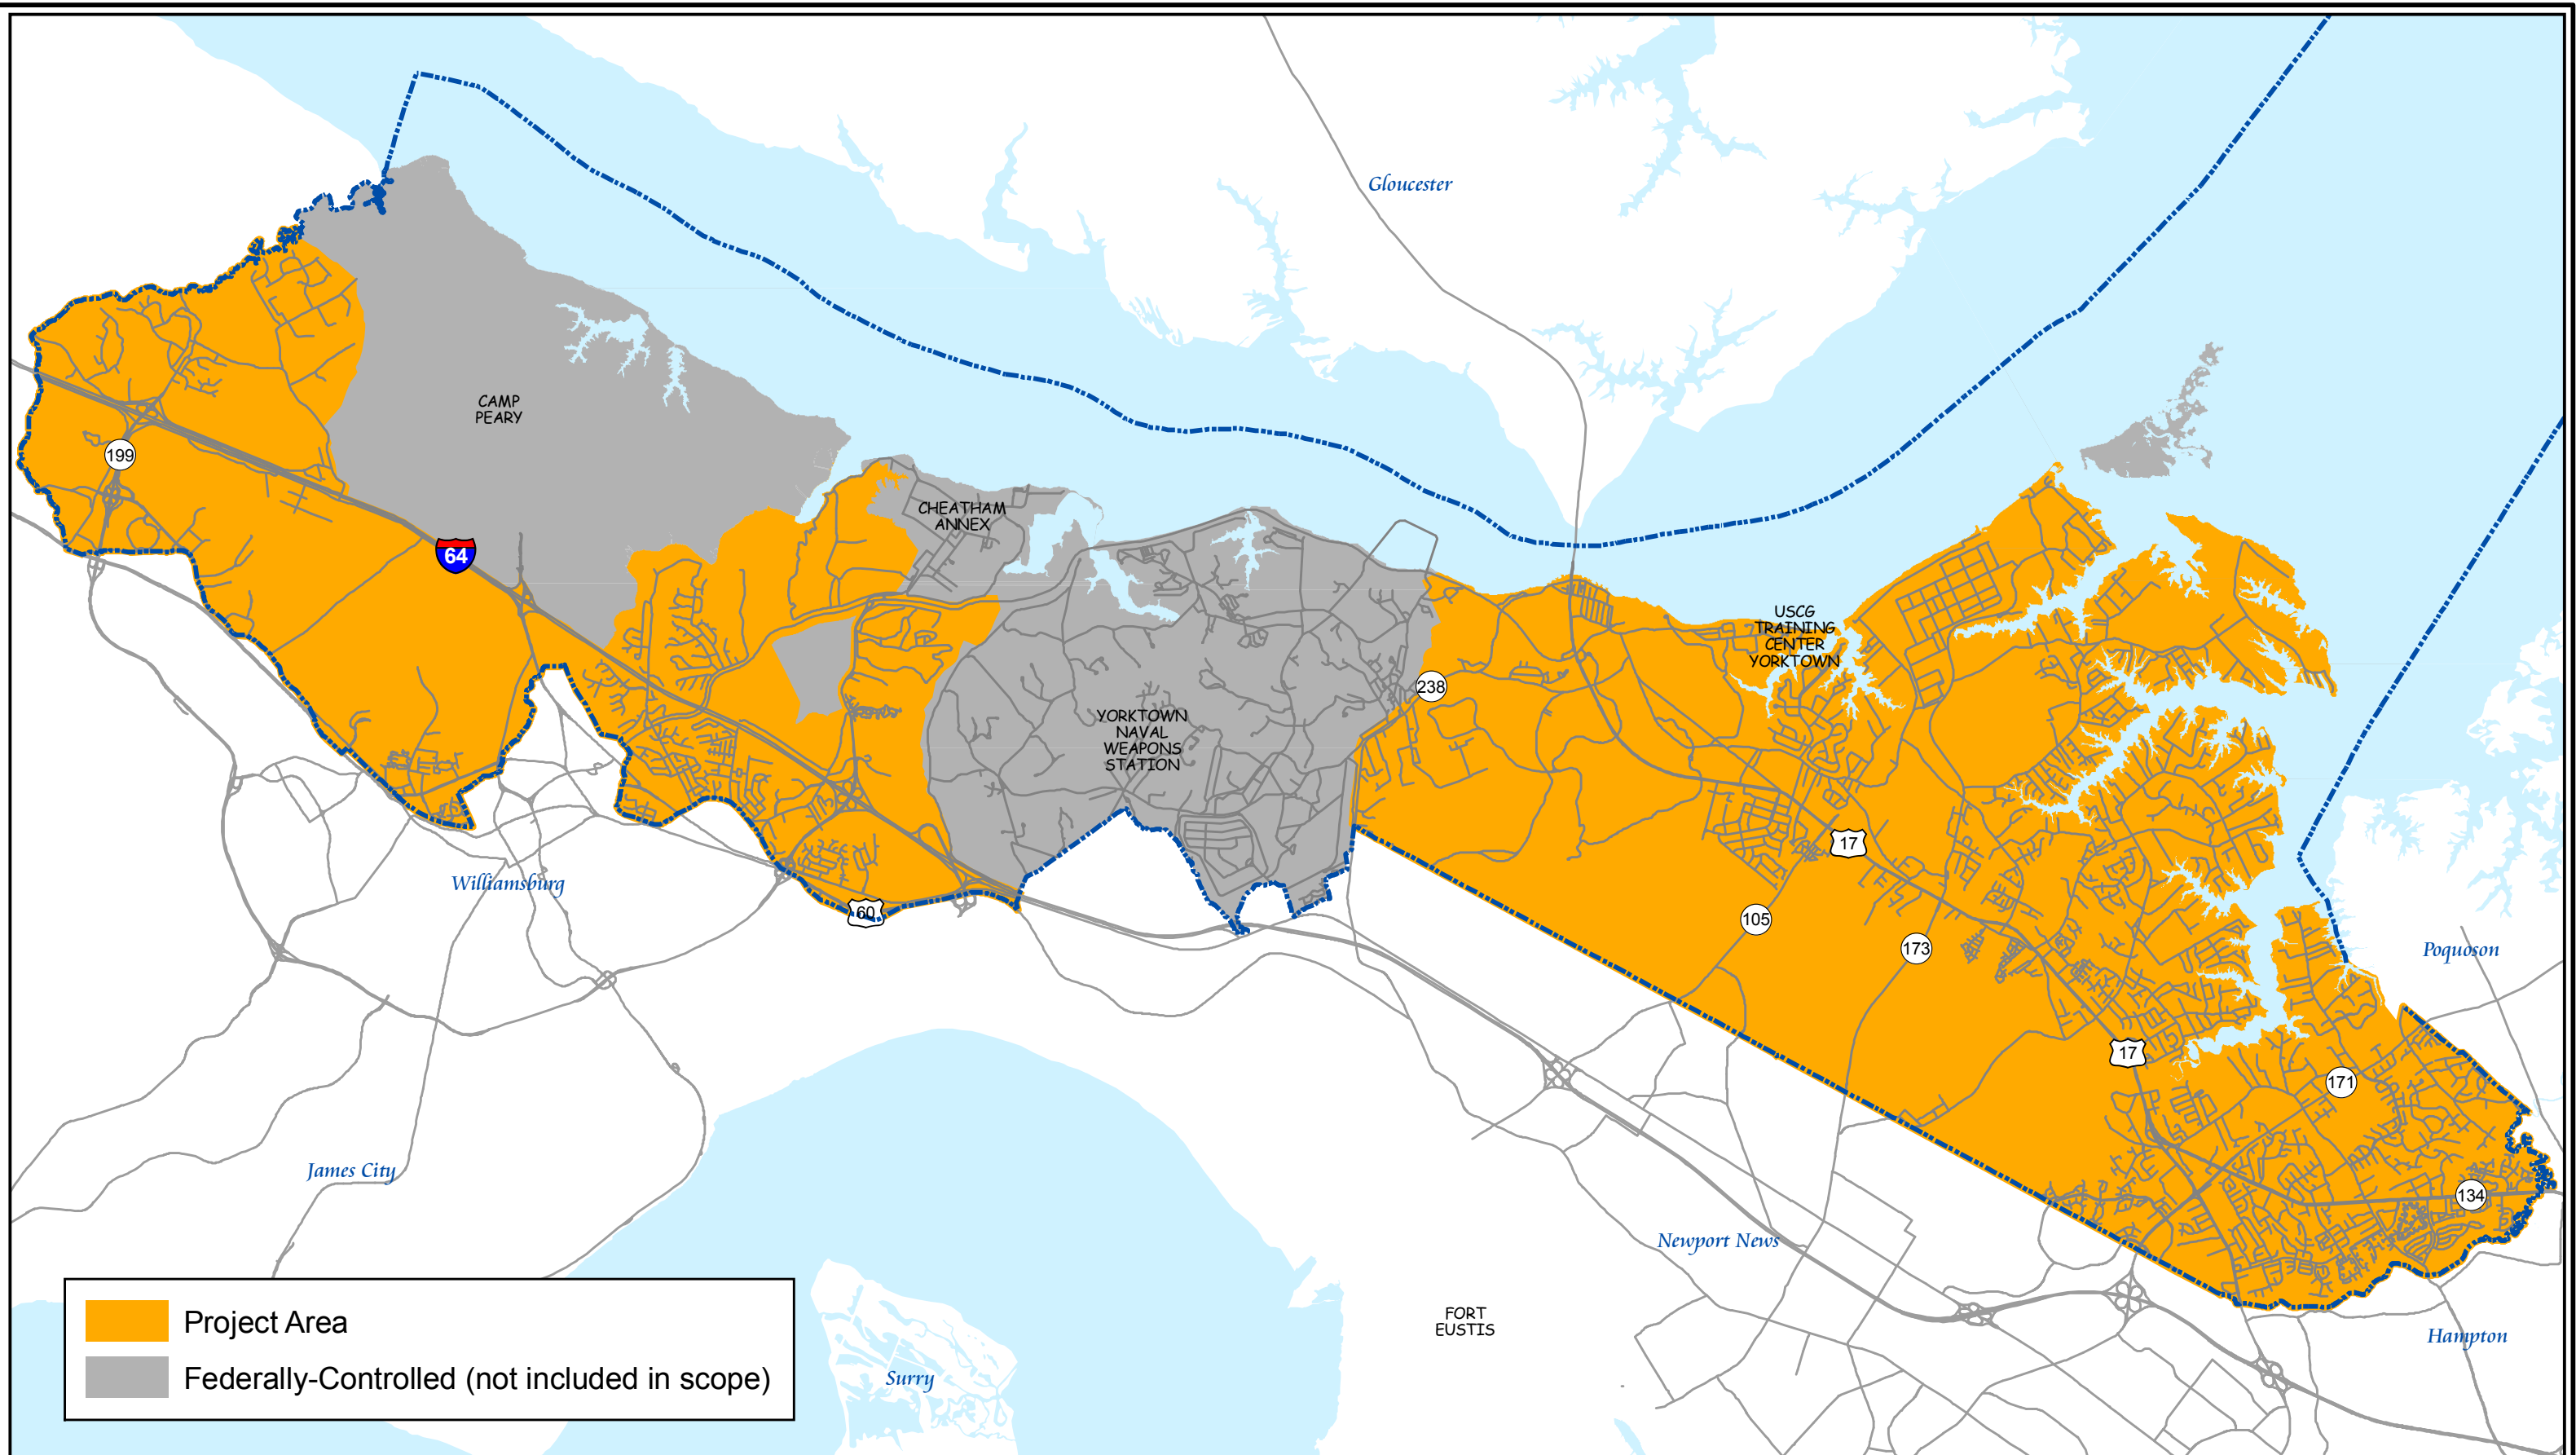 Gloucester
CAMP
PEARY
199
CHEATHAM
ANNEX
64
USCG
TRAINING
CENTER
YORKTOWN
238
YORKTOWN
NAVAL
WEAPONS
STATION
17
Williamsburg
60
105
173
Poquoson
17
171
James City
134
Newport News
FORT
EUSTIS
Hampton
Surry
Project Area
Federally-Controlled (not included in scope)